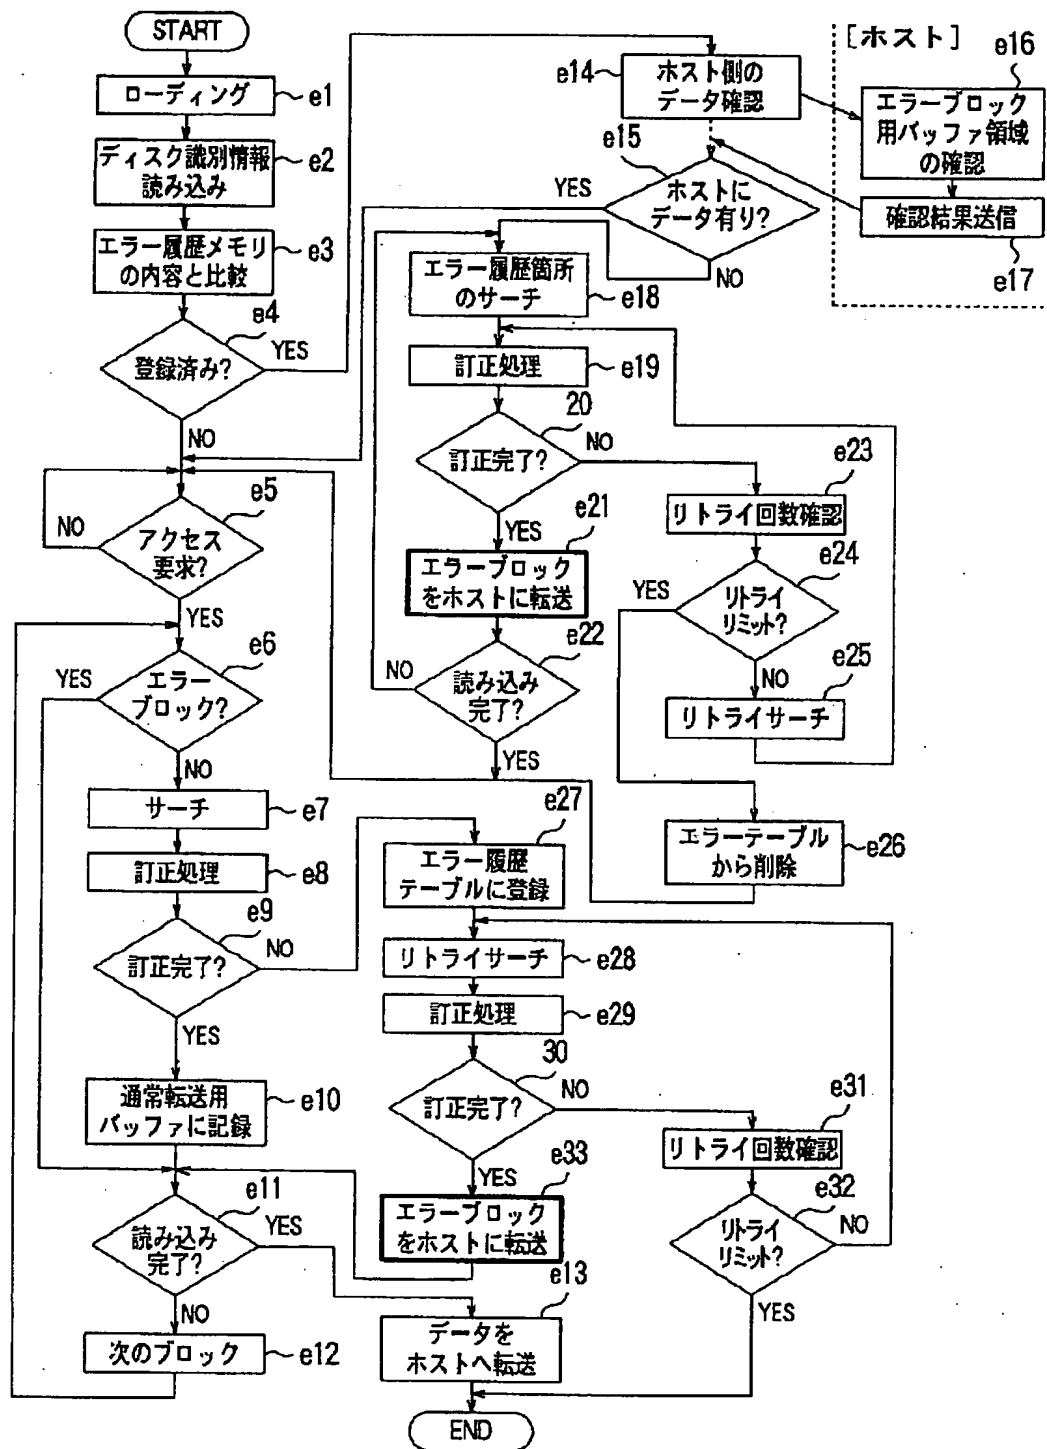 START
ローディング
e1
ディスク識別情報
読み込み
e2
エラー履歴メモリ
の内容と比較
e3
e4
登録済み?
YES
NO
e5
アクセス
要求?
NO
YES
e6
エラー
ブロック?
YES
NO
サーチ
e7
訂正処理
e8
e9
訂正完了?
NO
YES
通常転送用
バッファに記録
e10
e11
読み込み
完了?
YES
NO
次のブロック
e12
e14
ホスト側の
データ確認
e15
ホストに
データ有り?
YES
NO
[ホスト]
e16
エラーブロック
用バッファ領域
の確認
確認結果送信
e17
エラー履歴箇所
のサーチ
e18
訂正処理
e19
20
訂正完了?
NO
YES
e21
エラーブロック
をホストに転送
e22
読み込み
完了?
NO
YES
e23
リトライ回数確認
e24
リトライ
リミット?
YES
NO
e25
リトライサーチ
エラーテーブル
から削除
e26
e27
エラー履歴
テーブルに登録
リトライサーチ
e28
訂正処理
e29
30
訂正完了?
NO
YES
e31
リトライ回数確認
e32
リトライ
リミット?
NO
YES
e33
エラーブロック
をホストに転送
e13
データを
ホストへ転送
END